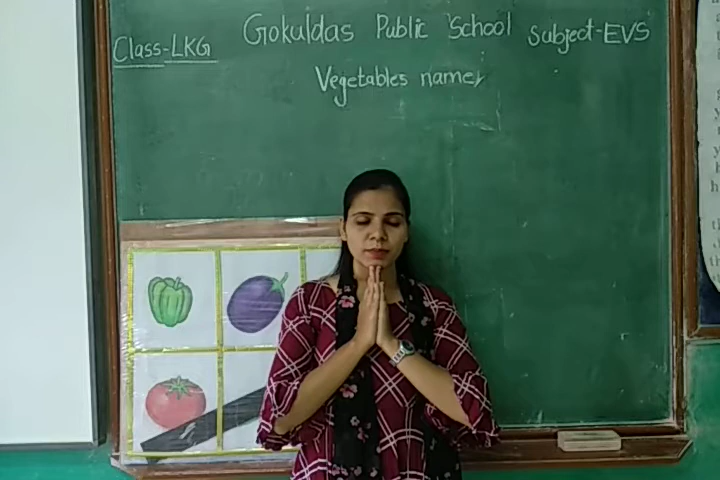 Gokuldas Public School
Class-LKG
Subject-EVS
Vegetables name,